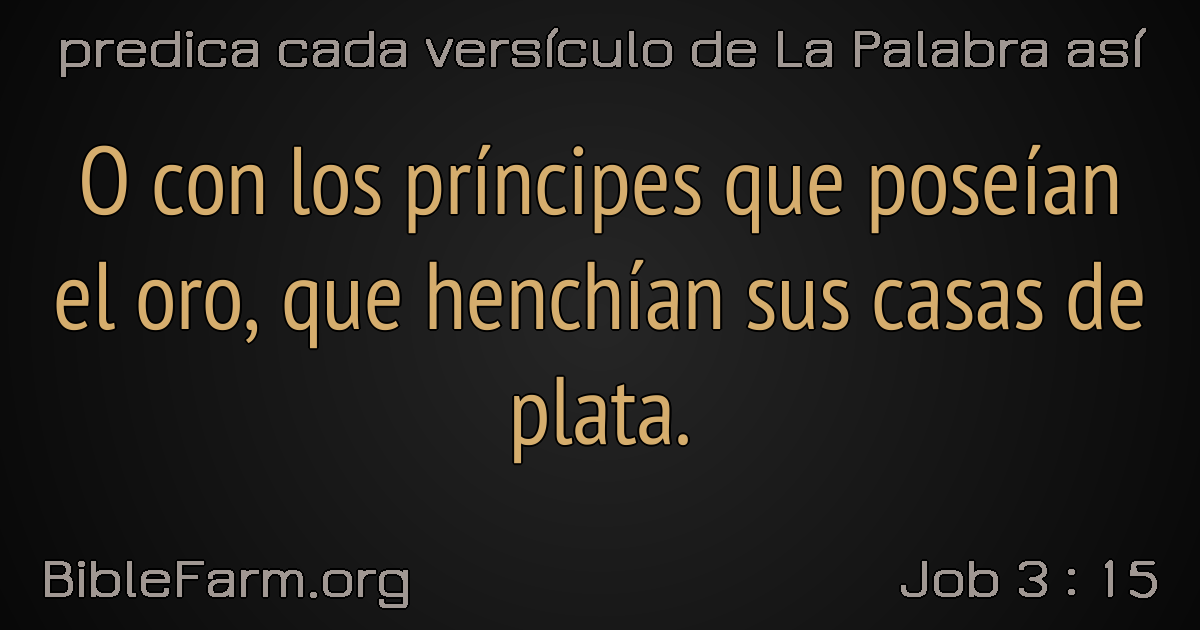 predica cada versículo de La Palabra así
O con los príncipes que poseían
el oro, que henchían sus casas de
plata.
BibleFarm.org
Job 3 : 15